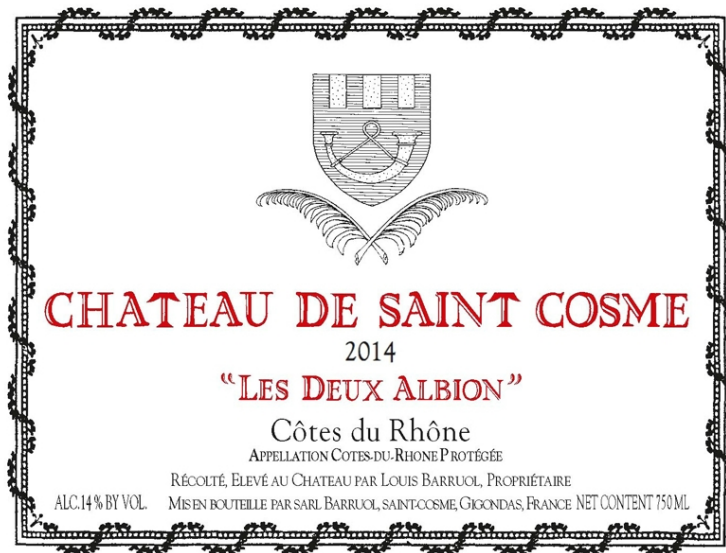 CHATEAU DE SAINT COSME
2014
“LES DEUX ALBION”
Côtes du Rhône
APPELLATION COTES-DU-RHONE PROTÉGÉE
RÉCOLTÉ, ELEVÉ AU CHATEAU PAR LOUIS BARRUOL, PROPRIÉTAIRE
ALC.14 % BY VOL. MIS EN BOUTEILLE PAR SARL BARRUOL, SAINT-COSME, GIGONDAS, FRANCE NET CONTENT 750 ML